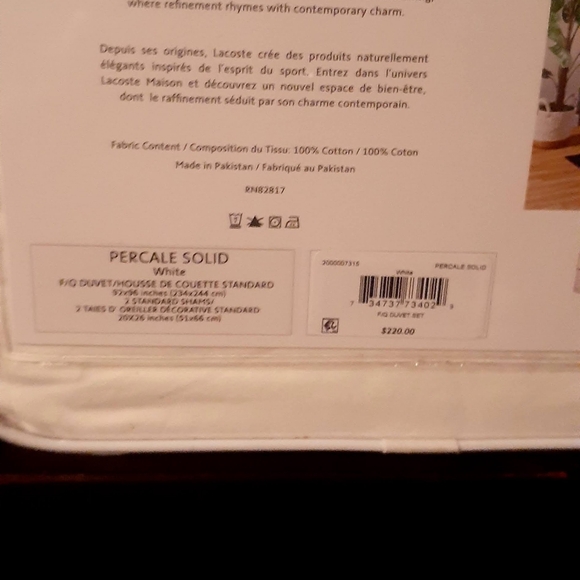 where refinement rhymes with contemporary charm.
Depuis ses origines, Lacoste crée des produits naturellement
élégants inspirés de l'esprit du sport. Entrez dans l'univers
Lacoste Maison et découvrez un nouvel espace de bien-être,
dont le raffinement séduit par son charme contemporain.
Fabric Content / Composition du Tissu: 100% Cotton / 100% Coton
Made in Pakistan / Fabriqué au Pakistan
RN82817
PERCALE SOLID
White
F/Q DUVET/HOUSSE DE COUETTE STANDARD
92x96 inches (234x244 cm)
2 STANDARD SHAMS/
2 TAIES D' OREILLER DÉCORATIVE STANDARD
20X26 inches (51x66 cm)
3000007315 PERCALE SOLID
White
7 34737 73402 9
F/Q DUVET SET
$220.00